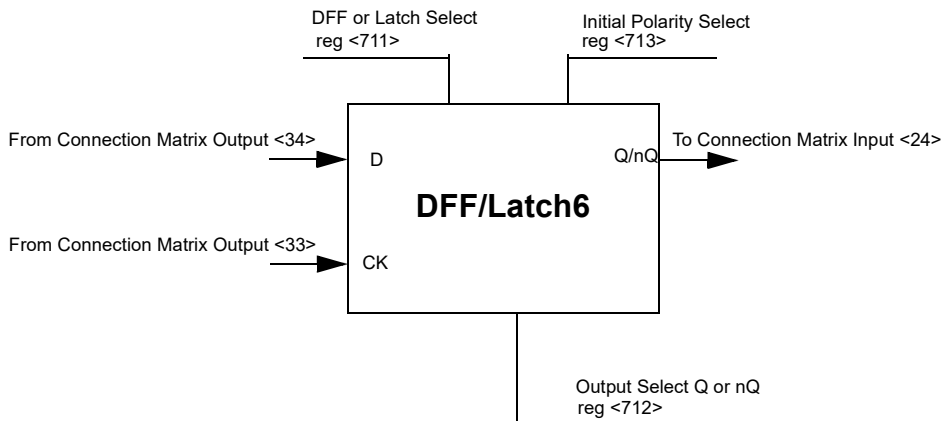 DFF or Latch Select
reg <711>
Initial Polarity Select
reg <713>
From Connection Matrix Output <34>
D
Q/nQ
To Connection Matrix Input <24>
DFF/Latch6
From Connection Matrix Output <33>
CK
Output Select Q or nQ
reg <712>